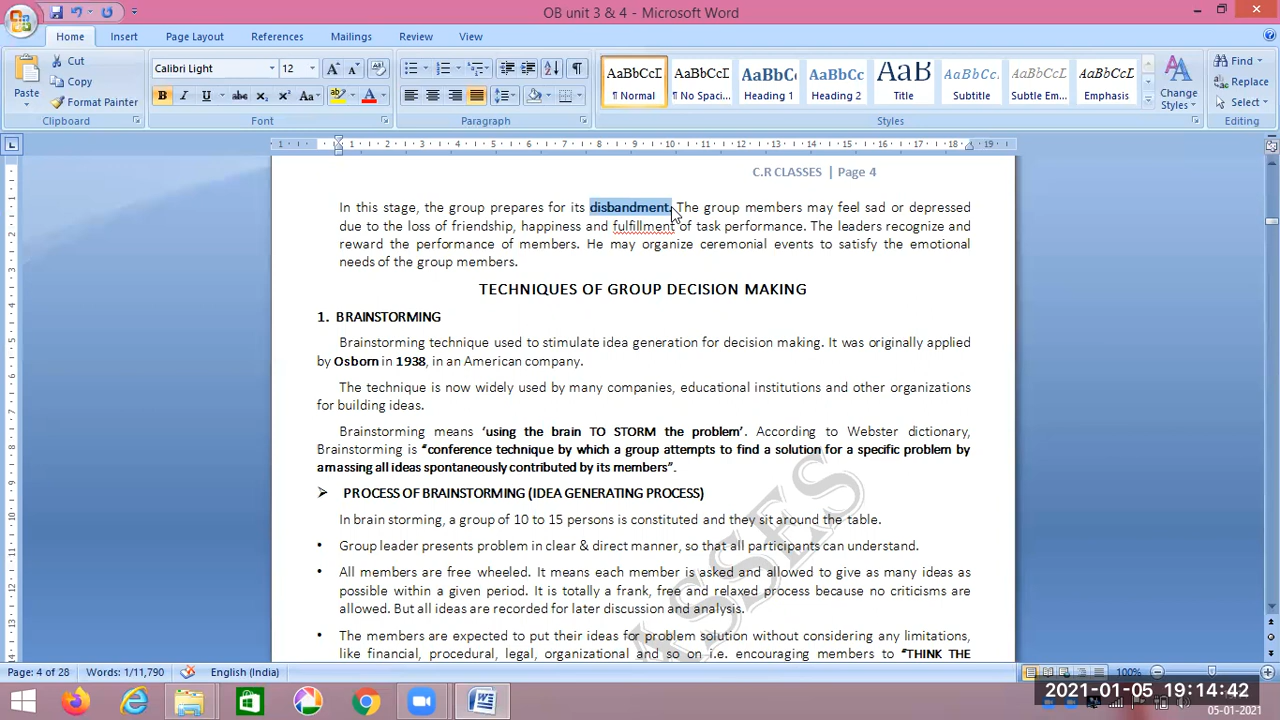 OB unit 3 & 4 - Microsoft Word
Home Insert Page Layout References Mailings Review View
Cut
Copy
Format Painter
Paste
Clipboard
Calibri Light 12
Font
Paragraph
AaBbCcL AaBbCcL AaBbCc AaBbCc AaB AaBbCc. AaBbCcL AaBbCcL
¶ Normal ¶ No Spaci... Heading 1 Heading 2 Title Subtitle Subtle Em... Emphasis
Change Styles
Styles
Find
Replace
Select
Editing
C.R CLASSES | Page 4
In this stage, the group prepares for its disbandment. The group members may feel sad or depressed
due to the loss of friendship, happiness and fulfillment of task performance. The leaders recognize and
reward the performance of members. He may organize ceremonial events to satisfy the emotional
needs of the group members.
TECHNIQUES OF GROUP DECISION MAKING
1. BRAINSTORMING
Brainstorming technique used to stimulate idea generation for decision making. It was originally applied
by Osborn in 1938, in an American company.
The technique is now widely used by many companies, educational institutions and other organizations
for building ideas.
Brainstorming means ‘using the brain TO STORM the problem’. According to Webster dictionary,
Brainstorming is “conference technique by which a group attempts to find a solution for a specific problem by
amassing all ideas spontaneously contributed by its members”.
➢ PROCESS OF BRAINSTORMING (IDEA GENERATING PROCESS)
In brain storming, a group of 10 to 15 persons is constituted and they sit around the table.
• Group leader presents problem in clear & direct manner, so that all participants can understand.
• All members are free wheeled. It means each member is asked and allowed to give as many ideas as
possible within a given period. It is totally a frank, free and relaxed process because no criticisms are
allowed. But all ideas are recorded for later discussion and analysis.
• The members are expected to put their ideas for problem solution without considering any limitations,
like financial, procedural, legal, organizational and so on i.e. encouraging members to “THINK THE
ASSES
Page: 4 of 28 Words: 1/11,790 English (India) 100%
2021-01-05 19:14:42
05-01-2021